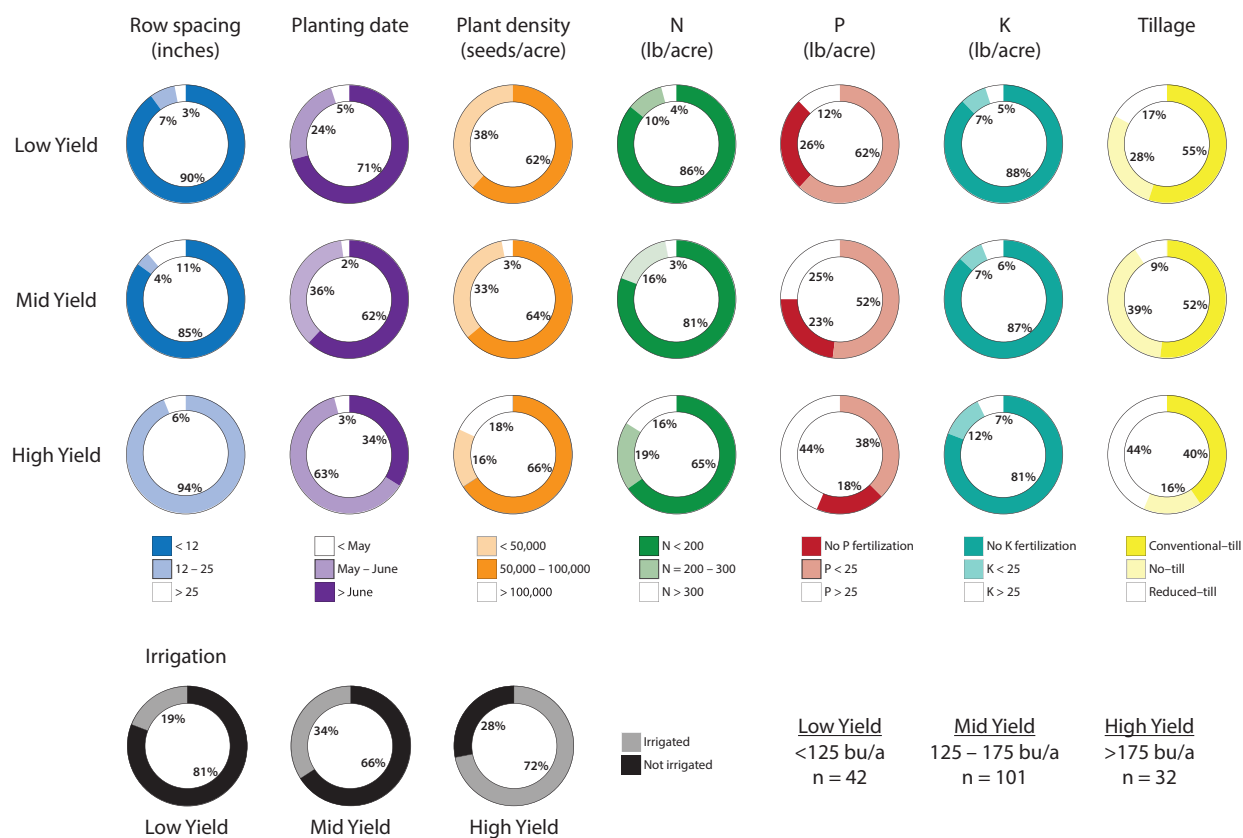 Row spacing
(inches)
Planting date
Plant density
(seeds/acre)
N
(lb/acre)
P
(lb/acre)
K
(lb/acre)
Tillage
Low Yield
3%
7%
90%
5%
24%
71%
38%
62%
4%
10%
86%
12%
26%
62%
5%
7%
88%
17%
28%
55%
Mid Yield
11%
4%
85%
2%
36%
62%
3%
33%
64%
3%
16%
81%
25%
52%
23%
6%
7%
87%
9%
39%
52%
High Yield
6%
94%
3%
34%
63%
18%
16%
66%
16%
19%
65%
44%
38%
18%
7%
12%
81%
44%
40%
16%
< 12
12 – 25
> 25
< May
May – June
> June
< 50,000
50,000 – 100,000
> 100,000
N < 200
N = 200 – 300
N > 300
No P fertilization
P < 25
P > 25
No K fertilization
K < 25
K > 25
Conventional–till
No–till
Reduced–till
Irrigation
19%
81%
Low Yield
34%
66%
Mid Yield
28%
72%
High Yield
Irrigated
Not irrigated
Low Yield
<125 bu/a
n = 42
Mid Yield
125 – 175 bu/a
n = 101
High Yield
>175 bu/a
n = 32